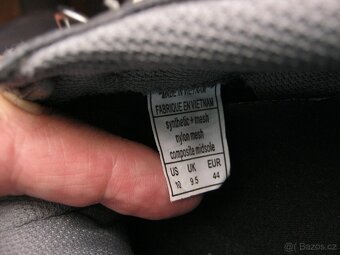 MADE IN VIETNAM
FABRIQUE EN VIETNAM
synthetic + mesh
nylon mesh
composite midsole
US UK EUR
10 9 5 44
Bazos.cz